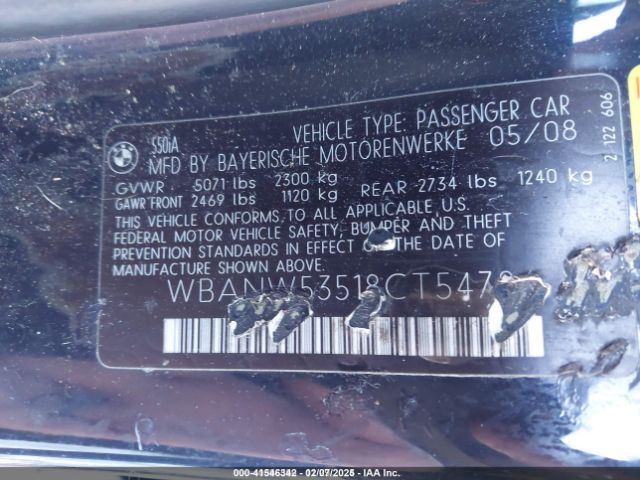 550iA
VEHICLE TYPE: PASSENGER CAR
MFD BY BAYERISCHE MOTORENWERKE 05/08
GVWR 5071 lbs 2300 kg
GAWR FRONT 2469 lbs 1120 kg REAR 2734 lbs 1240 kg
THIS VEHICLE CONFORMS TO ALL APPLICABLE U.S.
FEDERAL MOTOR VEHICLE SAFETY, BUMPER AND THEFT
PREVENTION STANDARDS IN EFFECT ON THE DATE OF
MANUFACTURE SHOWN ABOVE.
2 122 606
00-41546342 - 02/07/2025 - IAA Inc.